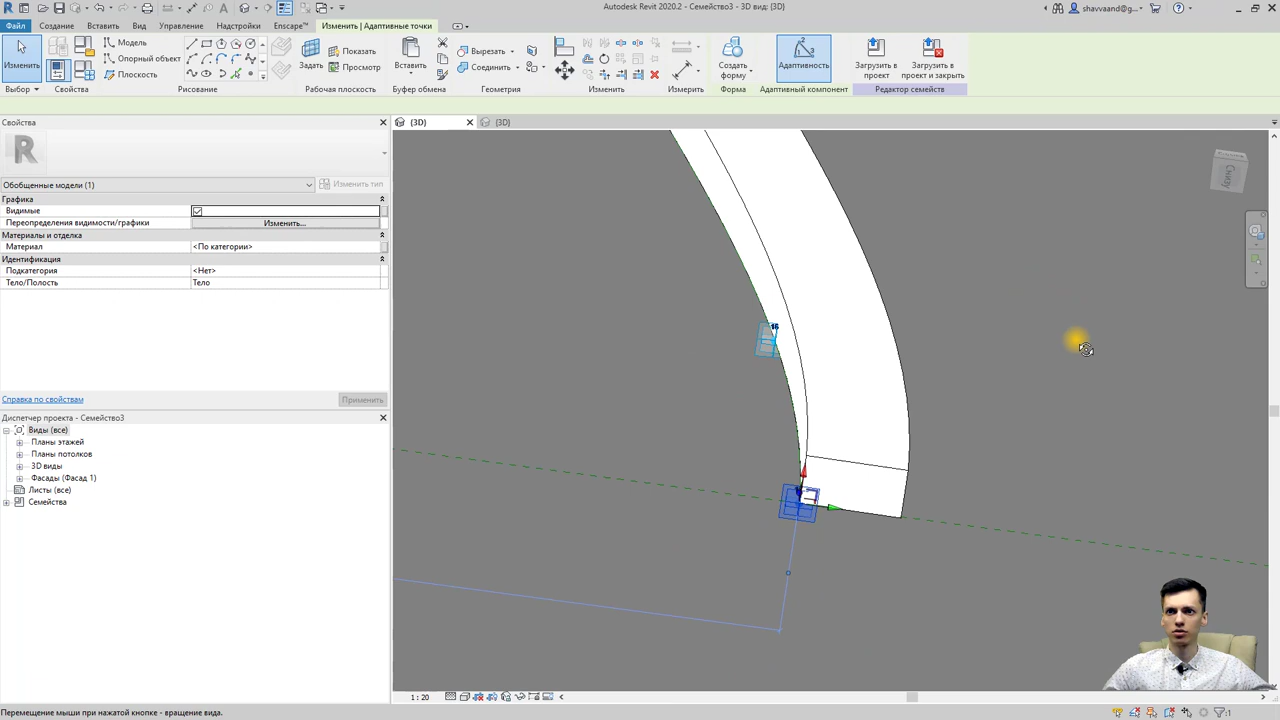 Autodesk Revit 2020.2 - Семейство3 - 3D вид: {3D}
shavvaand@g...
Файл
Создание
Вставить
Вид
Управление
Надстройки
Enscape™
Изменить | Адаптивные точки
Изменить
Модель
Опорный объект
Плоскость
Задать
Показать
Просмотр
Вставить
Вырезать
Соединить
Создать форму
Адаптивность
Загрузить в проект
Загрузить в проект и закрыть
Выбор
Свойства
Рисование
Рабочая плоскость
Буфер обмена
Геометрия
Изменить
Измерить
Форма
Адаптивный компонент
Редактор семейств
Свойства
{3D}
{3D}
R
Обобщенные модели (1)
Изменить тип
Графика
Видимые
Переопределения видимости/графики
Изменить...
Материалы и отделка
Материал
<По категории>
Идентификация
Подкатегория
<Нет>
Тело/Полость
Тело
Справка по свойствам
Применить
Диспетчер проекта - Семейство3
Виды (все)
Планы этажей
Планы потолков
3D виды
Фасады (Фасад 1)
Листы (все)
Семейства
Снизу
16
1 : 20
Перемещение мыши при нажатой кнопке - вращение вида.
:1